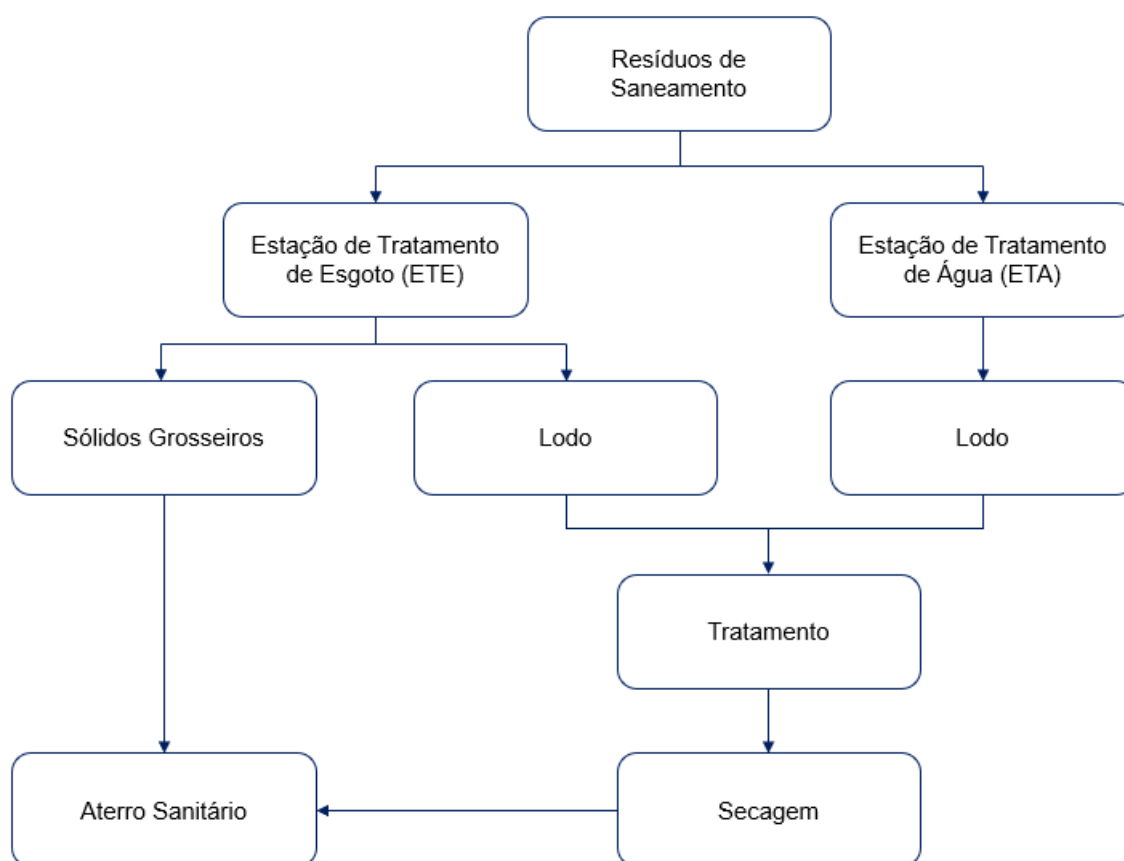 Resíduos de
Saneamento
Estação de Tratamento
de Esgoto (ETE)
Estação de Tratamento
de Água (ETA)
Sólidos Grosseiros
Lodo
Lodo
Tratamento
Aterro Sanitário
Secagem